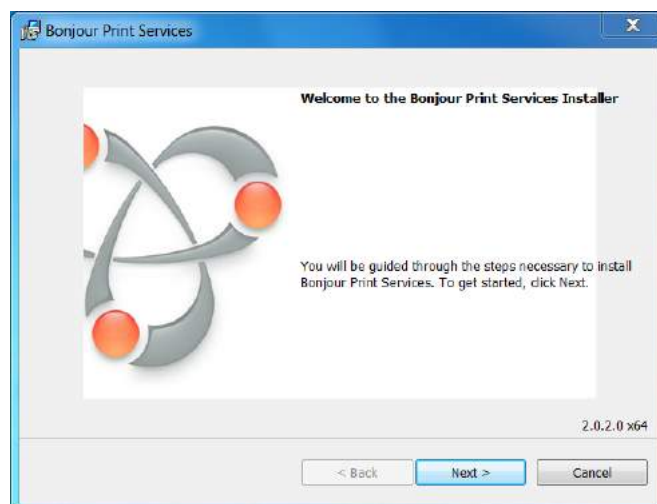 Bonjour Print Services
Welcome to the Bonjour Print Services Installer
You will be guided through the steps necessary to install
Bonjour Print Services. To get started, click Next.
2.0.2.0 x64
< Back
Next >
Cancel